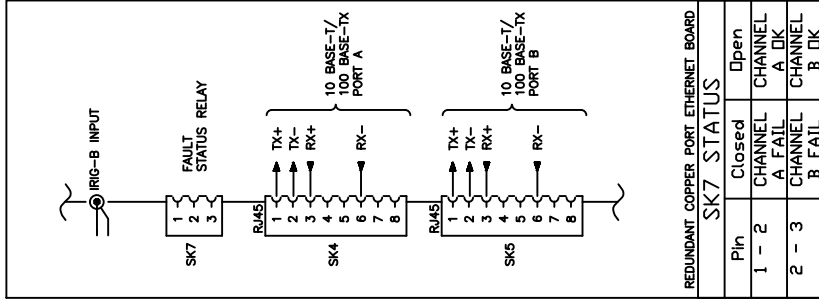 IRIG-B INPUT
SK7
1
2
3
FAULT
STATUS RELAY
RJ45
SK4
1
2
3
4
5
6
7
8
TX+
TX-
RX+
RX-
10 BASE-T/
100 BASE-TX
PORT A
RJ45
SK5
1
2
3
4
5
6
7
8
TX+
TX-
RX+
RX-
10 BASE-T/
100 BASE-TX
PORT B
REDUNDANT COPPER PORT ETHERNET BOARD
SK7 STATUS
Pin Closed Open
1 - 2 CHANNEL A FAIL CHANNEL A OK
2 - 3 CHANNEL B FAIL CHANNEL B OK